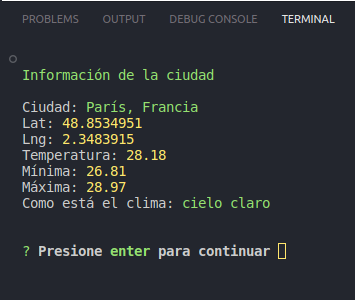 PROBLEMS OUTPUT DEBUG CONSOLE TERMINAL
Información de la ciudad
Ciudad: París, Francia
Lat: 48.8534951
Lng: 2.3483915
Temperatura: 28.18
Mínima: 26.81
Máxima: 28.97
Como está el clima: cielo claro
? Presione enter para continuar